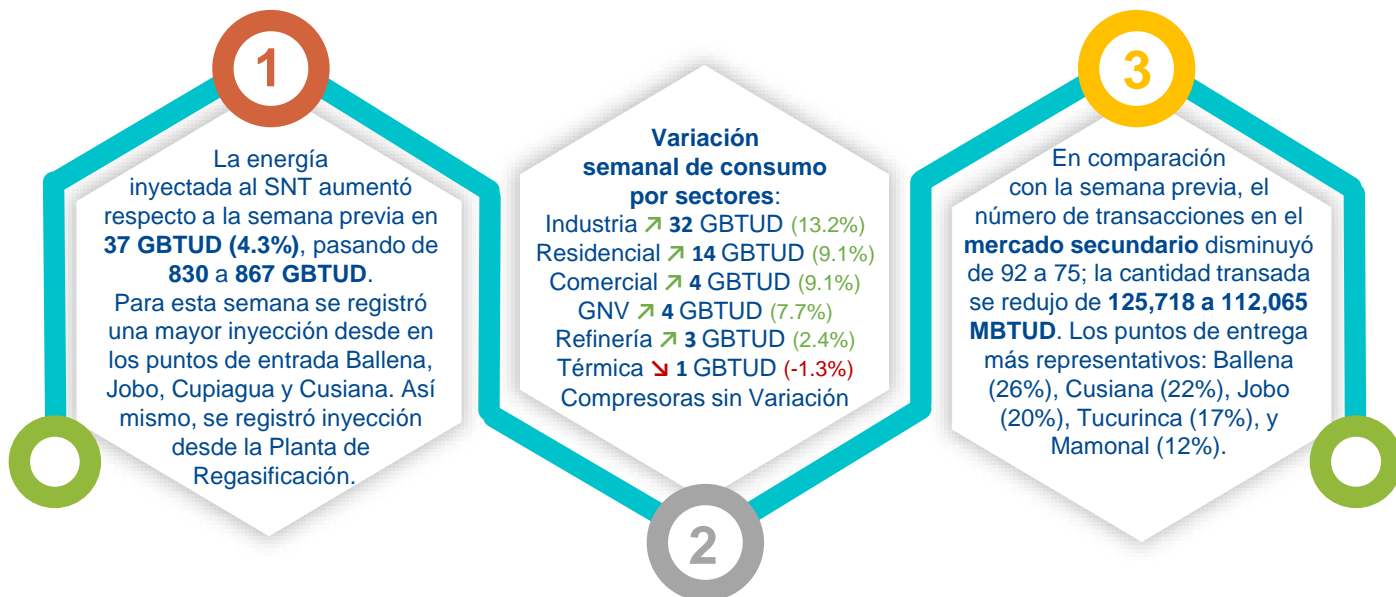 1
La energía
inyectada al SNT aumentó
respecto a la semana previa en
37 GBTUD (4.3%), pasando de
830 a 867 GBTUD.
Para esta semana se registró
una mayor inyección desde en
los puntos de entrada Ballena,
Jobo, Cupiagua y Cusiana. Así
mismo, se registró inyección
desde la Planta de
Regasificación.
Variación
semanal de consumo
por sectores:
Industria ↗ 32 GBTUD (13.2%)
Residencial ↗ 14 GBTUD (9.1%)
Comercial ↗ 4 GBTUD (9.1%)
GNV ↗ 4 GBTUD (7.7%)
Refinería ↗ 3 GBTUD (2.4%)
Térmica ↘ 1 GBTUD (-1.3%)
Compresoras sin Variación
2
3
En comparación
con la semana previa, el
número de transacciones en el
mercado secundario disminuyó
de 92 a 75; la cantidad transada
se redujo de 125,718 a 112,065
MBTUD. Los puntos de entrega
más representativos: Ballena
(26%), Cusiana (22%), Jobo
(20%), Tucurinca (17%), y
Mamonal (12%).